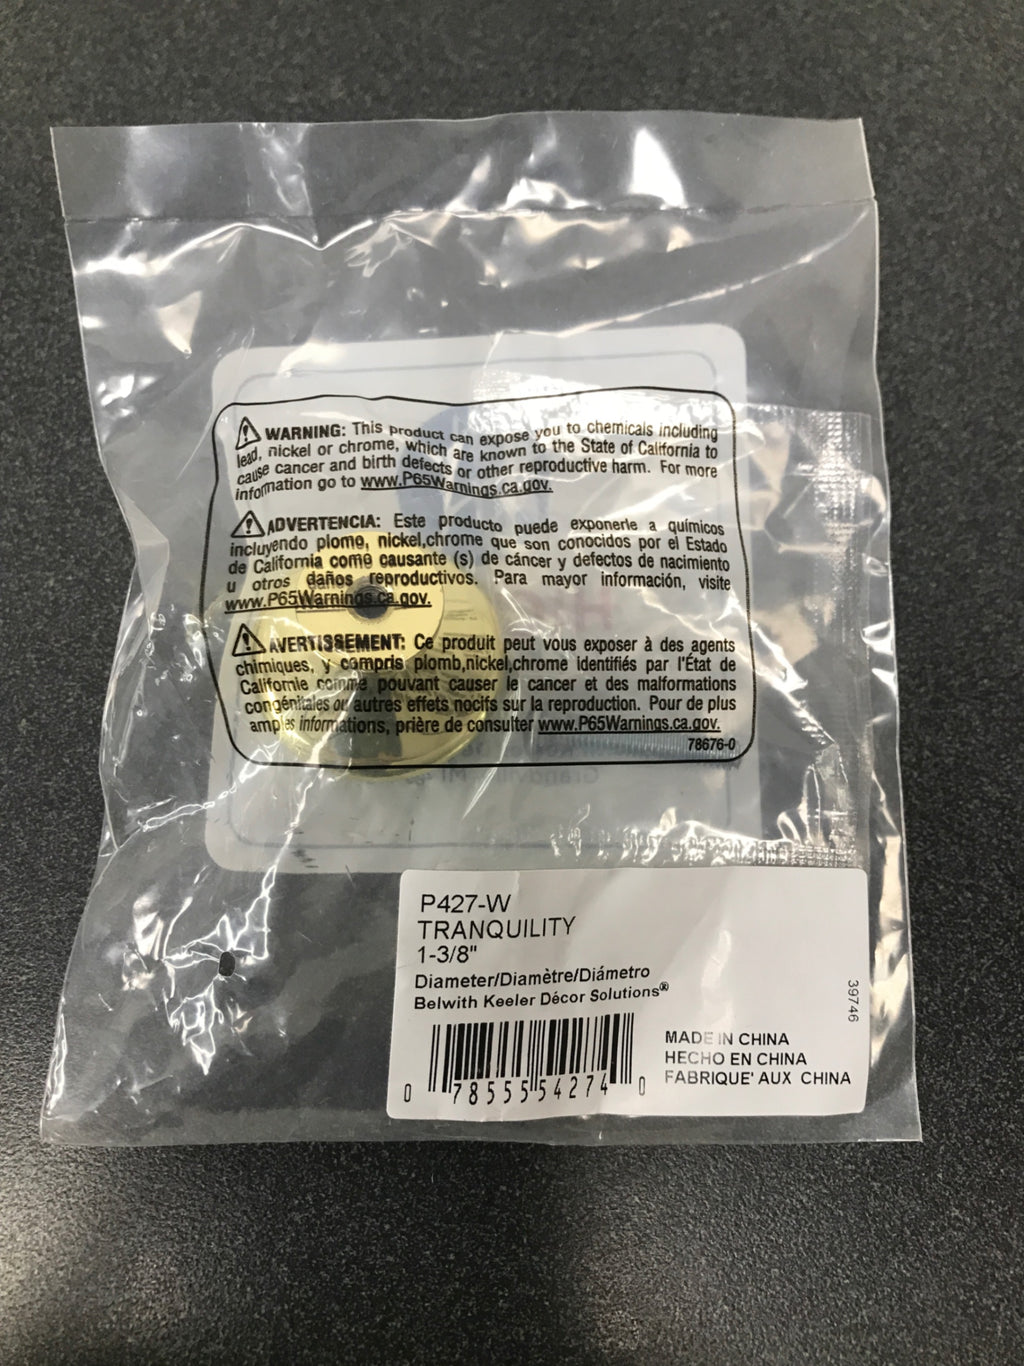 WARNING: This product can expose you to chemicals including
lead, nickel or chrome, which are known to the State of California to
cause cancer and birth defects or other reproductive harm. For more
information go to www.P65Warnings.ca.gov.
ADVERTENCIA: Este producto puede exponerle a químicos
incluyendo plomo, nickel,chrome que son conocidos por el Estado
de California como causante (s) de cáncer y defectos de nacimiento
u otros daños reproductivos. Para mayor información, visite
www.P65Warnings.ca.gov.
AVERTISSEMENT: Ce produit peut vous exposer à des agents
chimiques, y compris plomb,nickel,chrome identifiés par l'État de
Californie comme pouvant causer le cancer et des malformations
congénitales ou autres effets nocifs sur la reproduction. Pour de plus
amples informations, prière de consulter www.P65Warnings.ca.gov.
78676-0
P427-W
TRANQUILITY
1-3/8"
Diameter/Diamètre/Diámetro
Belwith Keeler Décor Solutions®
39746
MADE IN CHINA
HECHO EN CHINA
FABRIQUE' AUX CHINA
0 78555 54274 0